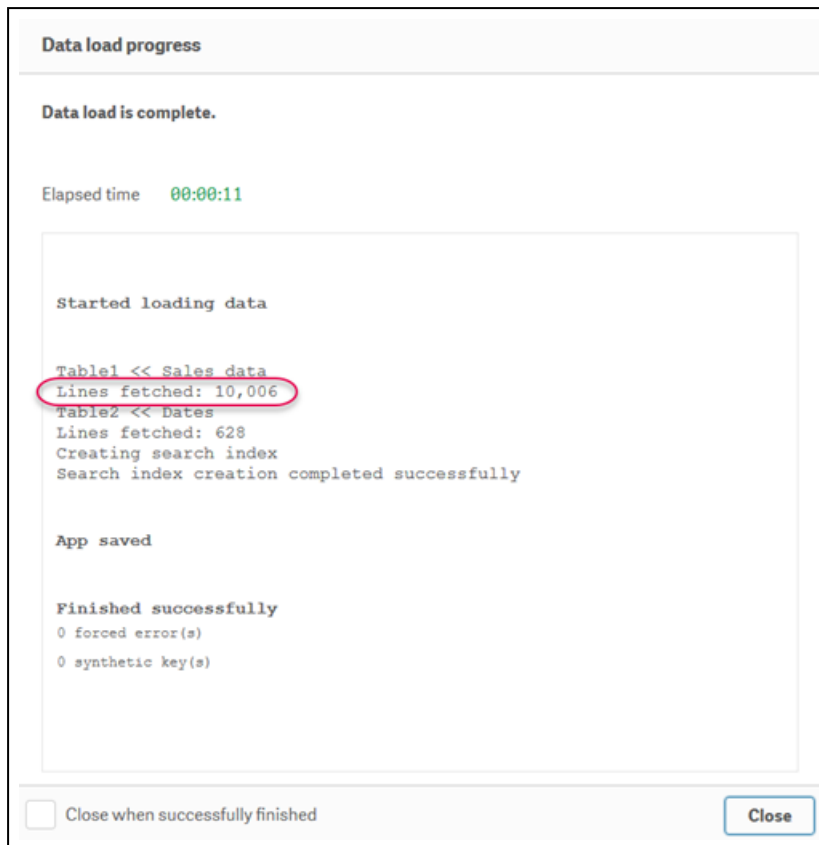 Data load progress
Data load is complete.
Elapsed time 00:00:11
Started loading data
Table1 << Sales data
Lines fetched: 10,006
Table2 << Dates
Lines fetched: 628
Creating search index
Search index creation completed successfully
App saved
Finished successfully
0 forced error(s)
0 synthetic key(s)
Close when successfully finished
Close